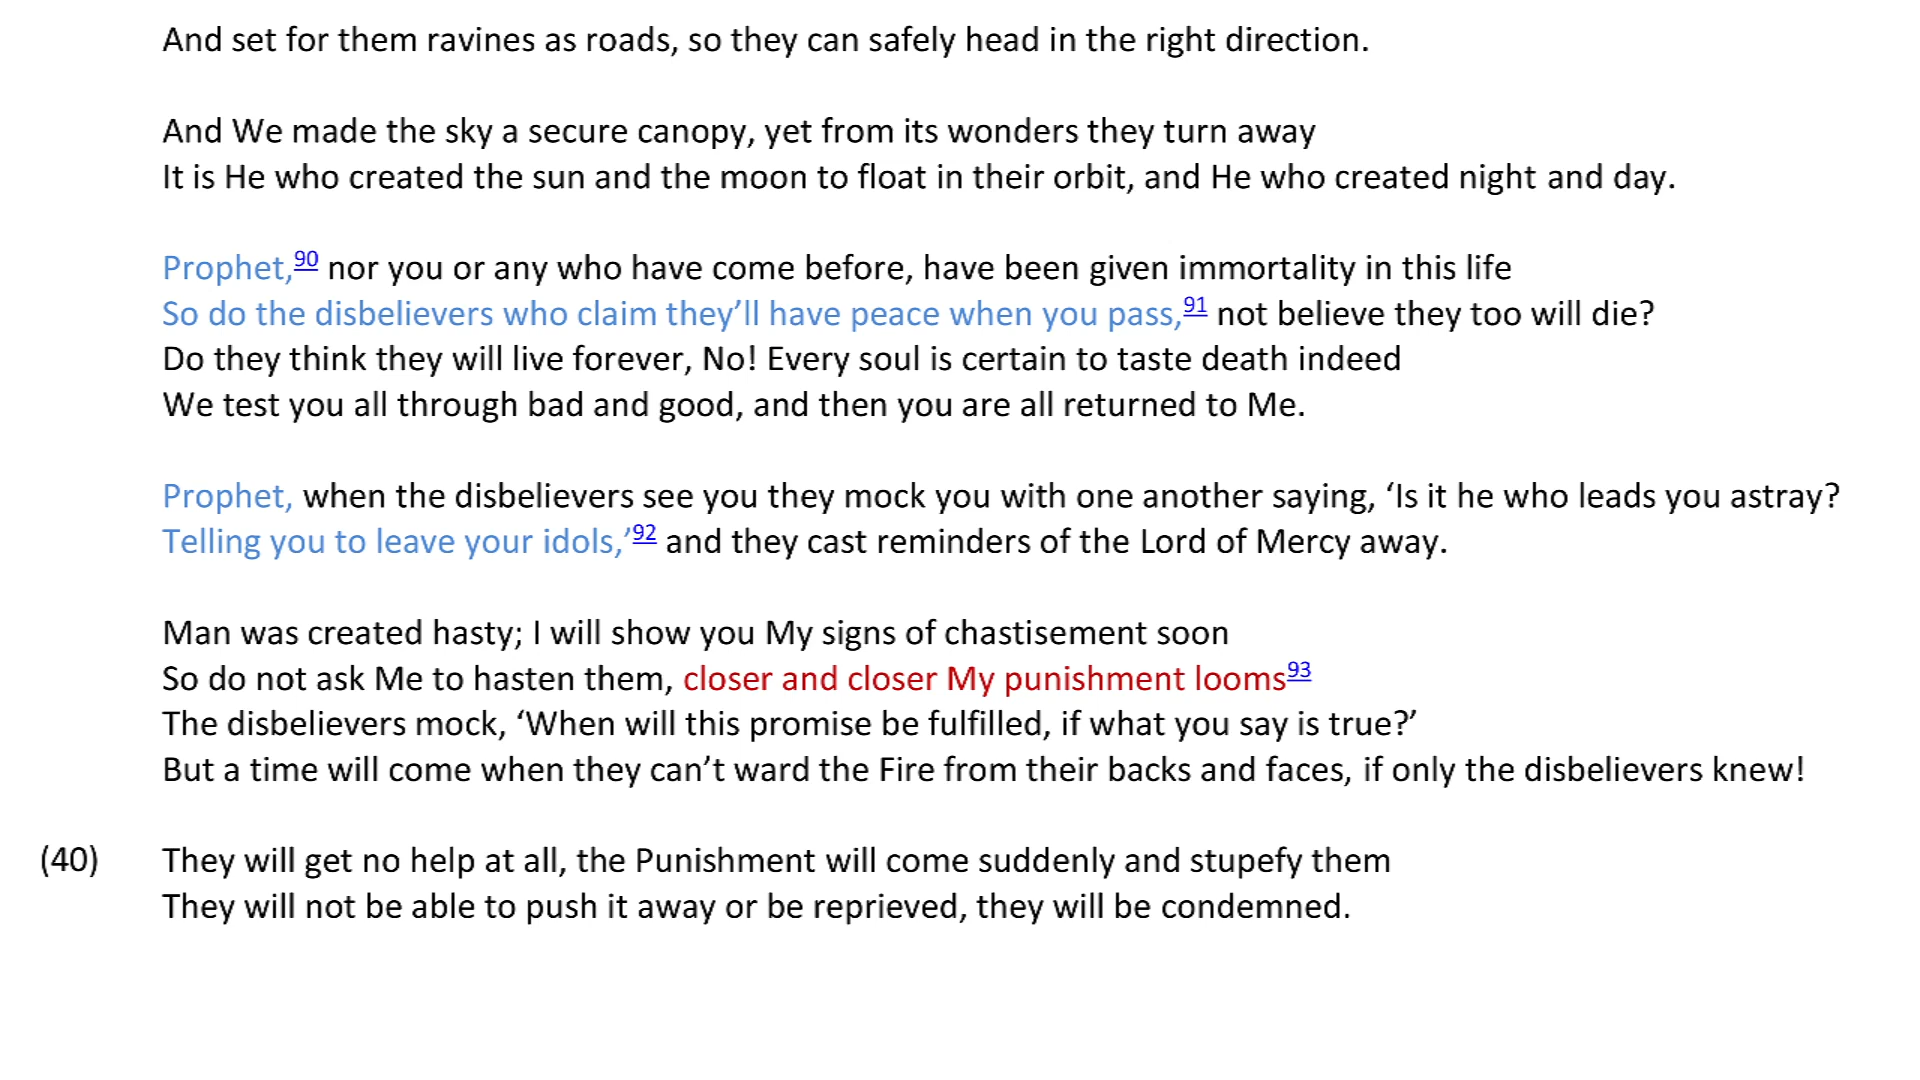 And set for them ravines as roads, so they can safely head in the right direction.
And We made the sky a secure canopy, yet from its wonders they turn away
It is He who created the sun and the moon to float in their orbit, and He who created night and day.
Prophet,90 nor you or any who have come before, have been given immortality in this life
So do the disbelievers who claim they’ll have peace when you pass,91 not believe they too will die?
Do they think they will live forever, No! Every soul is certain to taste death indeed
We test you all through bad and good, and then you are all returned to Me.
Prophet, when the disbelievers see you they mock you with one another saying, ‘Is it he who leads you astray?
Telling you to leave your idols,’92 and they cast reminders of the Lord of Mercy away.
Man was created hasty; I will show you My signs of chastisement soon
So do not ask Me to hasten them, closer and closer My punishment looms93
The disbelievers mock, ‘When will this promise be fulfilled, if what you say is true?’
But a time will come when they can’t ward the Fire from their backs and faces, if only the disbelievers knew!
(40) They will get no help at all, the Punishment will come suddenly and stupefy them
They will not be able to push it away or be reprieved, they will be condemned.